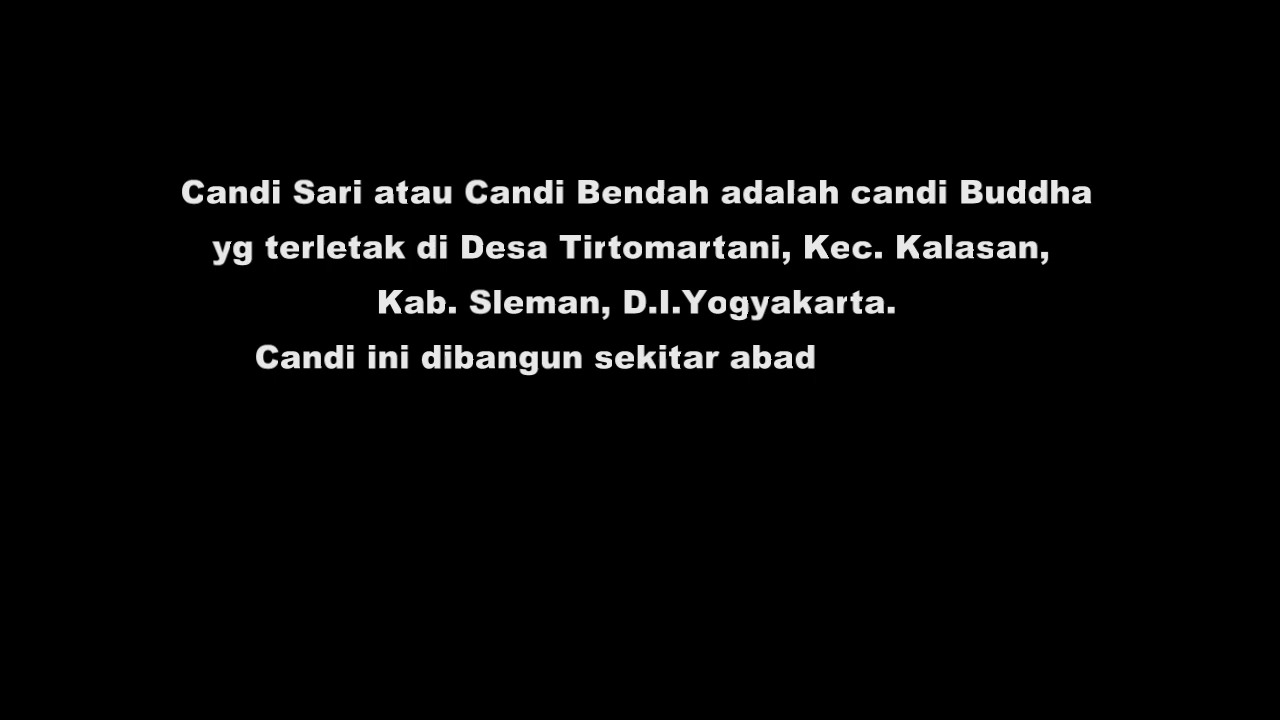 Candi Sari atau Candi Bendah adalah candi Buddha
yg terletak di Desa Tirtomartani, Kec. Kalasan,
Kab. Sleman, D.I.Yogyakarta.
Candi ini dibangun sekitar abad